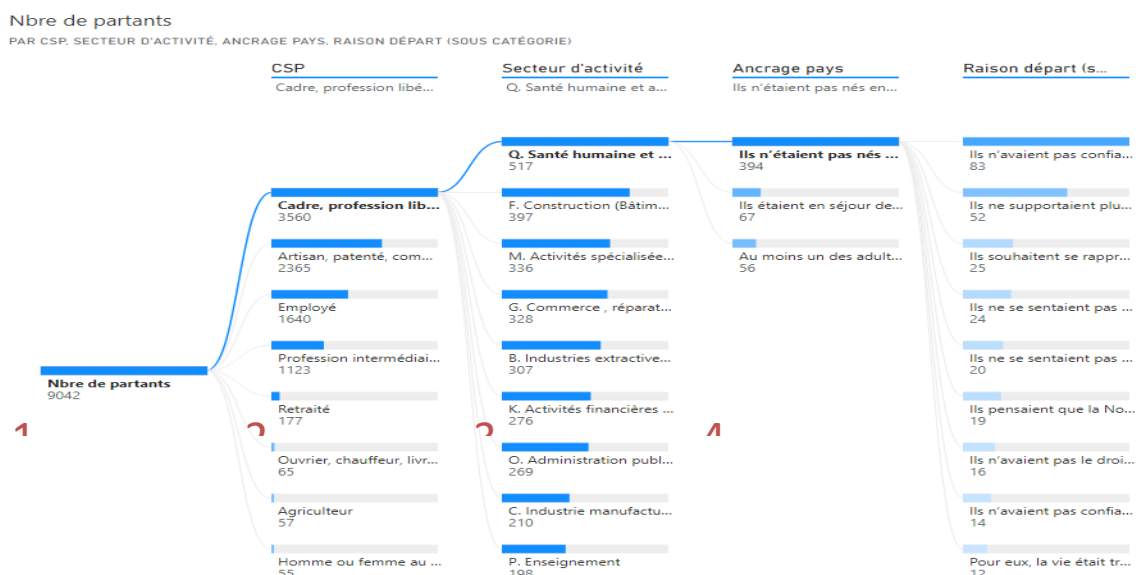 Nbre de partants
PAR CSP, SECTEUR D'ACTIVITÉ, ANCRAGE PAYS, RAISON DÉPART (SOUS CATÉGORIE)
CSP
Cadre, profession libé...
Secteur d'activité
Q. Santé humaine et a...
Ancrage pays
Ils n'étaient pas nés en...
Raison départ (s...
Nbre de partants
9042
Cadre, profession lib...
3560
Artisan, patenté, com...
2365
Employé
1640
Profession intermédiai...
1123
Retraité
177
Ouvrier, chauffeur, livr...
65
Agriculteur
57
Homme ou femme au ...
55
Q. Santé humaine et ...
517
F. Construction (Bâtim...
397
M. Activités spécialisée...
336
G. Commerce , réparat...
328
B. Industries extractive...
307
K. Activités financières ...
276
O. Administration publ...
269
C. Industrie manufactu...
210
P. Enseignement
198
Ils n'étaient pas nés ...
394
Ils étaient en séjour de...
67
Au moins un des adult...
56
Ils n'avaient pas confia...
83
Ils ne supportaient plu...
52
Ils souhaitent se rappr...
25
Ils ne se sentaient pas ...
24
Ils ne se sentaient pas ...
20
Ils pensaient que la No...
19
Ils n'avaient pas le droi...
16
Ils n'avaient pas confia...
14
Pour eux, la vie était tr...
12
1
2
3
4